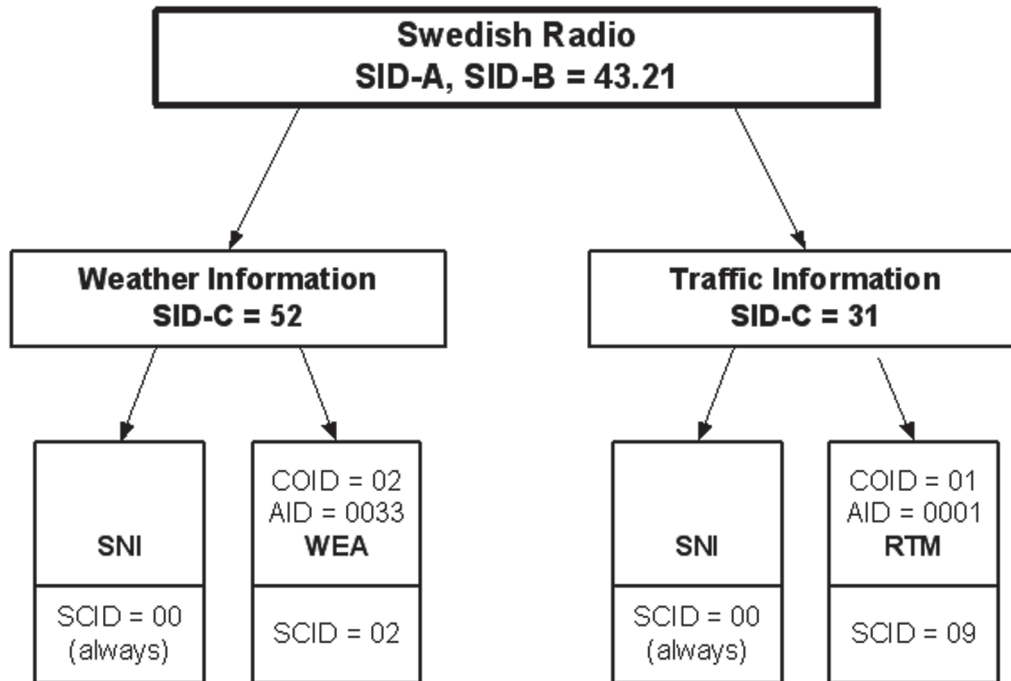 Swedish Radio
SID-A, SID-B = 43.21
Weather Information
SID-C = 52
Traffic Information
SID-C = 31
SNI
SCID = 00
(always)
COID = 02
AID = 0033
WEA
SCID = 02
SNI
SCID = 00
(always)
COID = 01
AID = 0001
RTM
SCID = 09